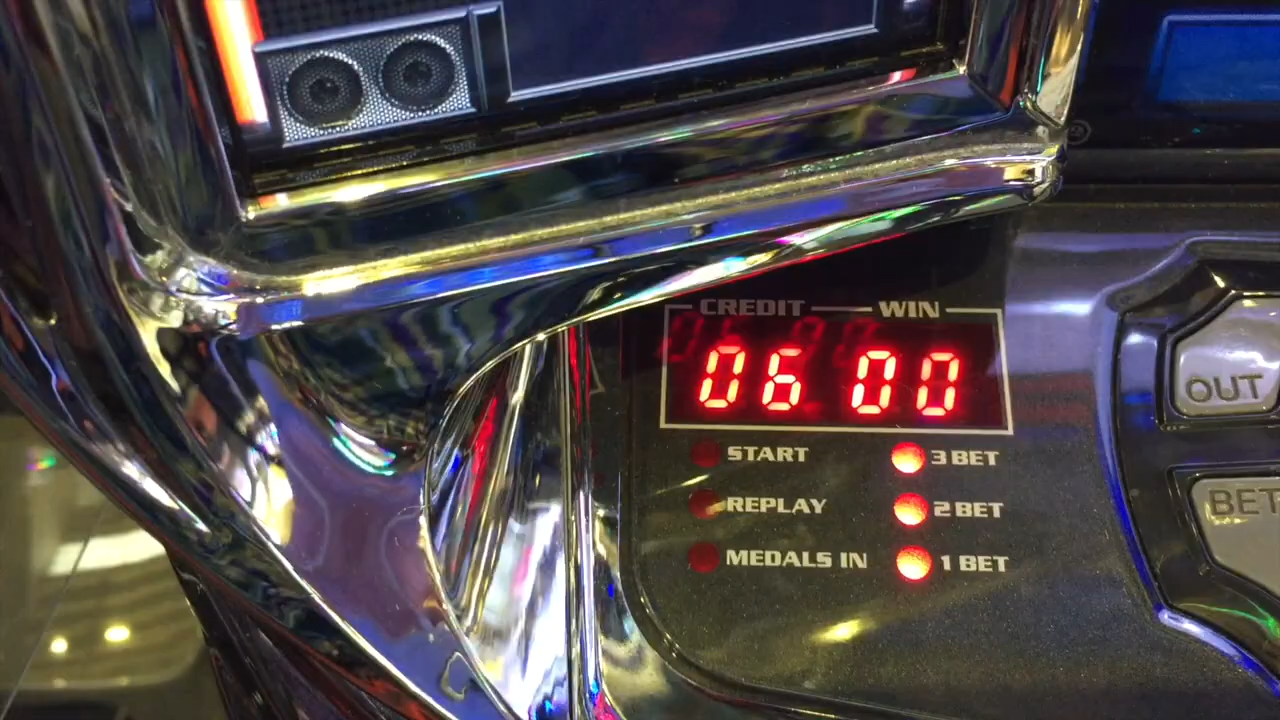 CREDIT WIN
06 00
START 3 BET
REPLAY 2 BET
MEDALS IN 1 BET
OUT
BET